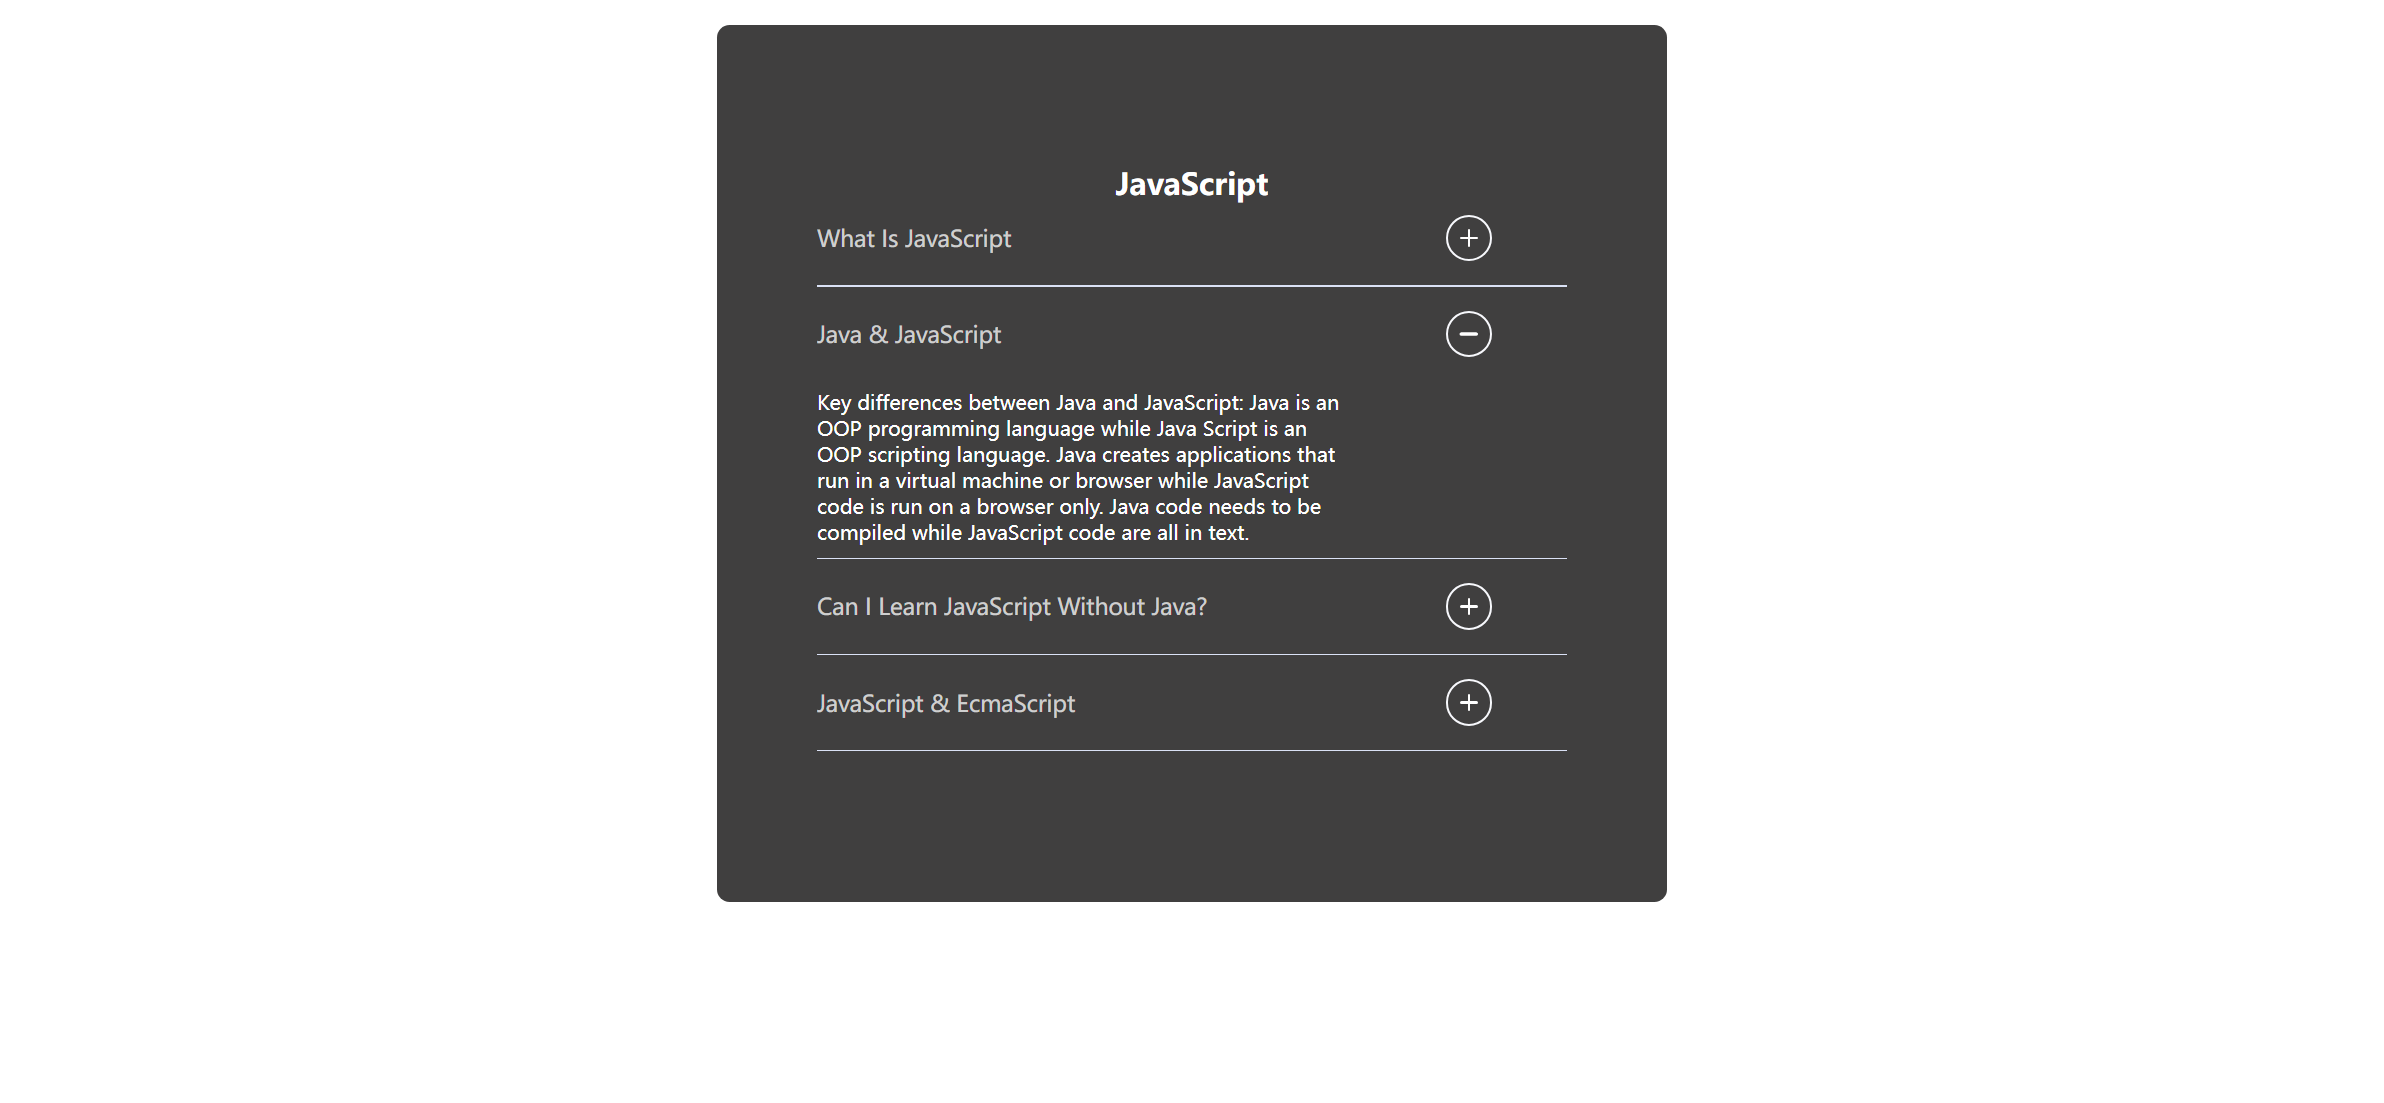 JavaScript
What Is JavaScript
Java & JavaScript
Key differences between Java and JavaScript: Java is an
OOP programming language while Java Script is an
OOP scripting language. Java creates applications that
run in a virtual machine or browser while JavaScript
code is run on a browser only. Java code needs to be
compiled while JavaScript code are all in text.
Can I Learn JavaScript Without Java?
JavaScript & EcmaScript